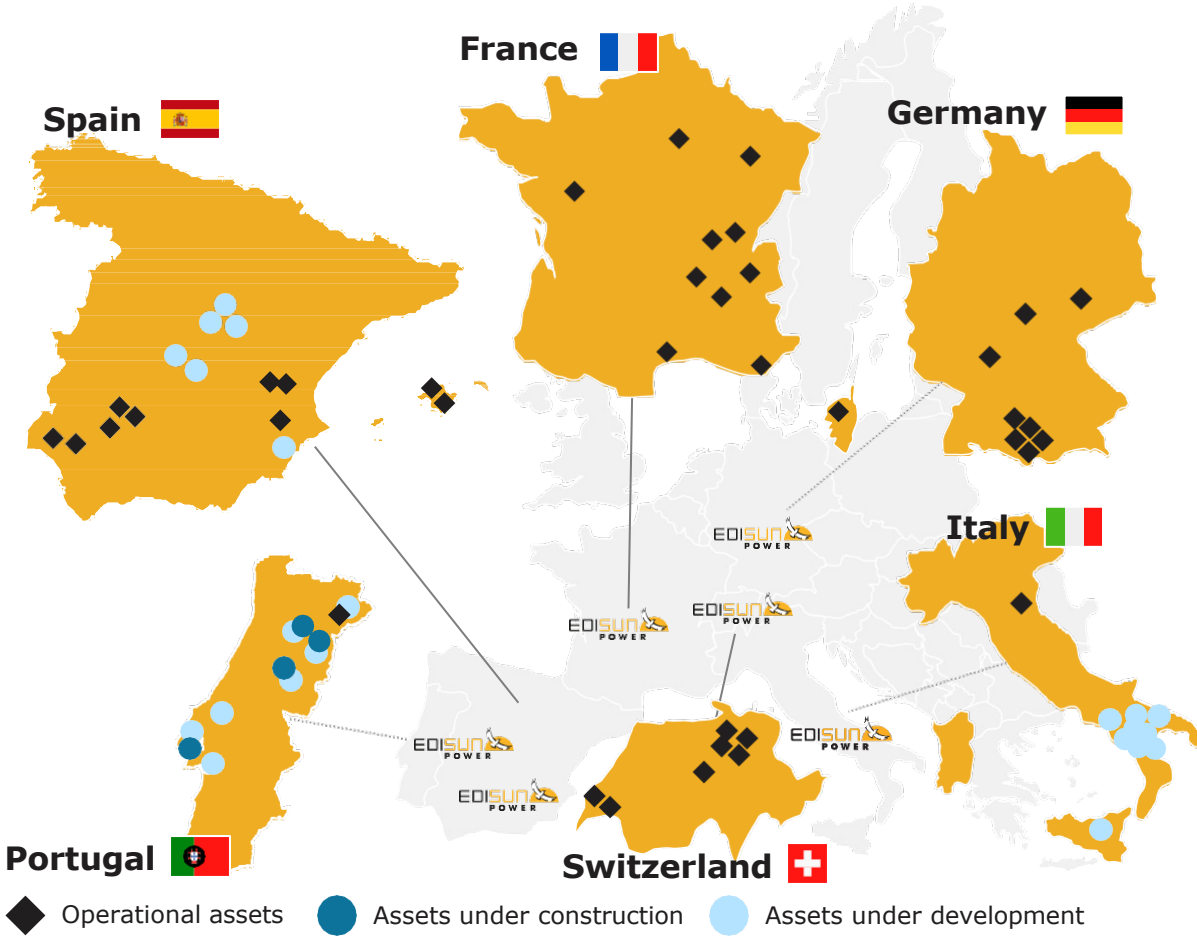 France
Spain
Germany
Italy
EDISUN
POWER
EDISUN
POWER
EDISUN
POWER
EDISUN
POWER
EDISUN
POWER
EDISUN
POWER
Portugal
Switzerland
Operational assets
Assets under construction
Assets under development